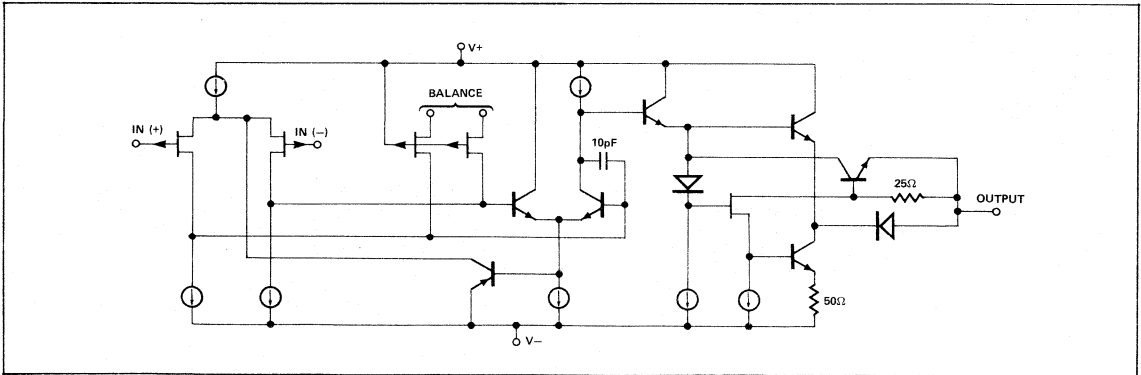 V+
BALANCE
IN (+)
IN (−)
10pF
25Ω
OUTPUT
50Ω
V−